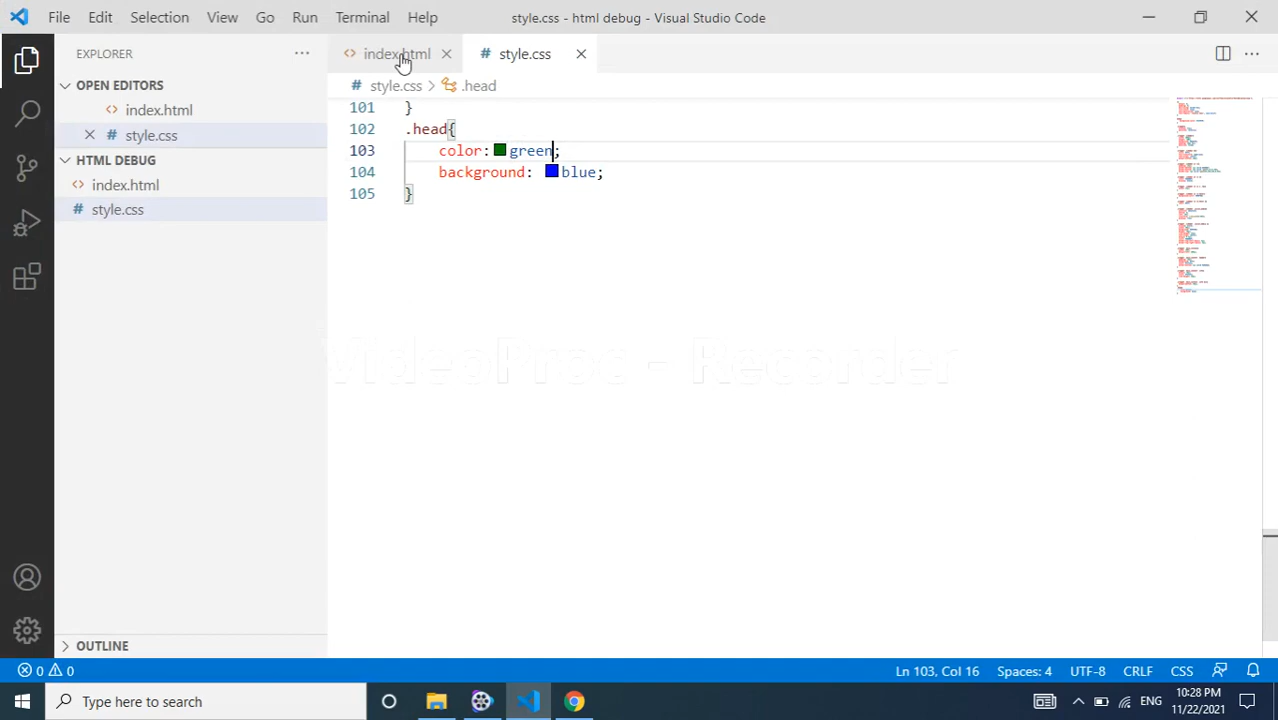 File Edit Selection View Go Run Terminal Help
style.css - html debug - Visual Studio Code
EXPLORER
OPEN EDITORS
index.html
style.css
HTML DEBUG
index.html
style.css
OUTLINE
index.html
style.css
style.css > .head
101 }
102 .head{
103 color: green;
104 background: blue;
105 }
VideoProc - Recorder
0 0
Ln 103, Col 16 Spaces: 4 UTF-8 CRLF CSS
Type here to search
ENG
10:28 PM
11/22/2021